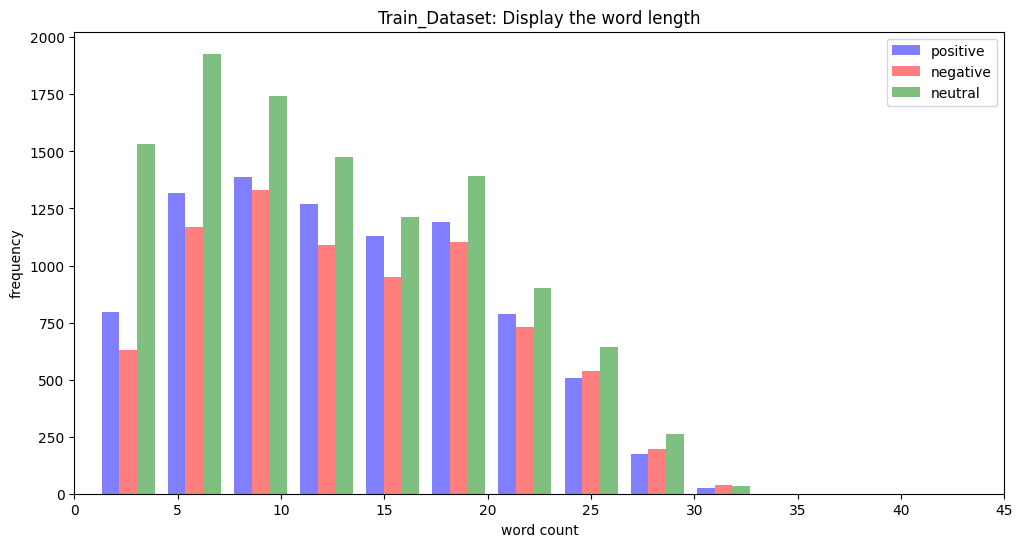 Train_Dataset: Display the word length
positive
negative
neutral
2000
1750
1500
1250
1000
750
500
250
0
frequency
0 5 10 15 20 25 30 35 40 45
word count